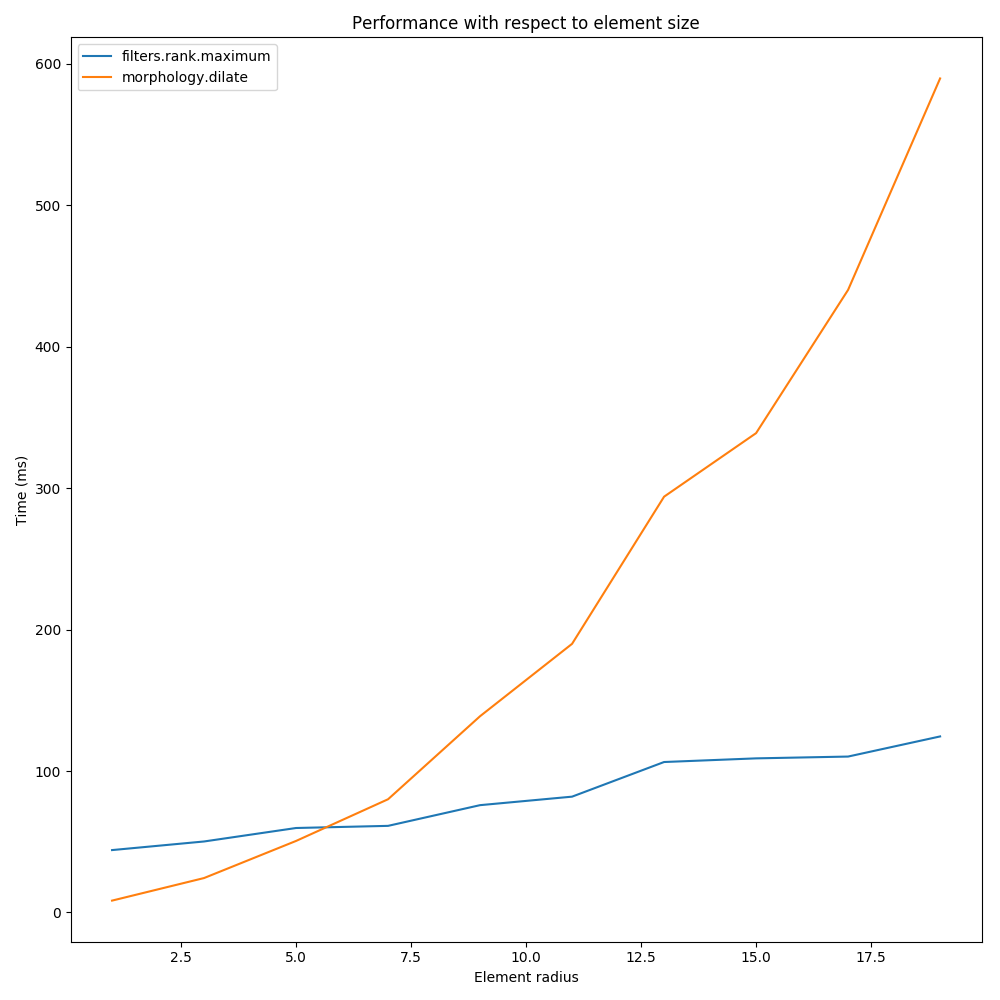 Performance with respect to element size
filters.rank.maximum
morphology.dilate
600
500
400
300
200
100
0
Time (ms)
2.5 5.0 7.5 10.0 12.5 15.0 17.5
Element radius